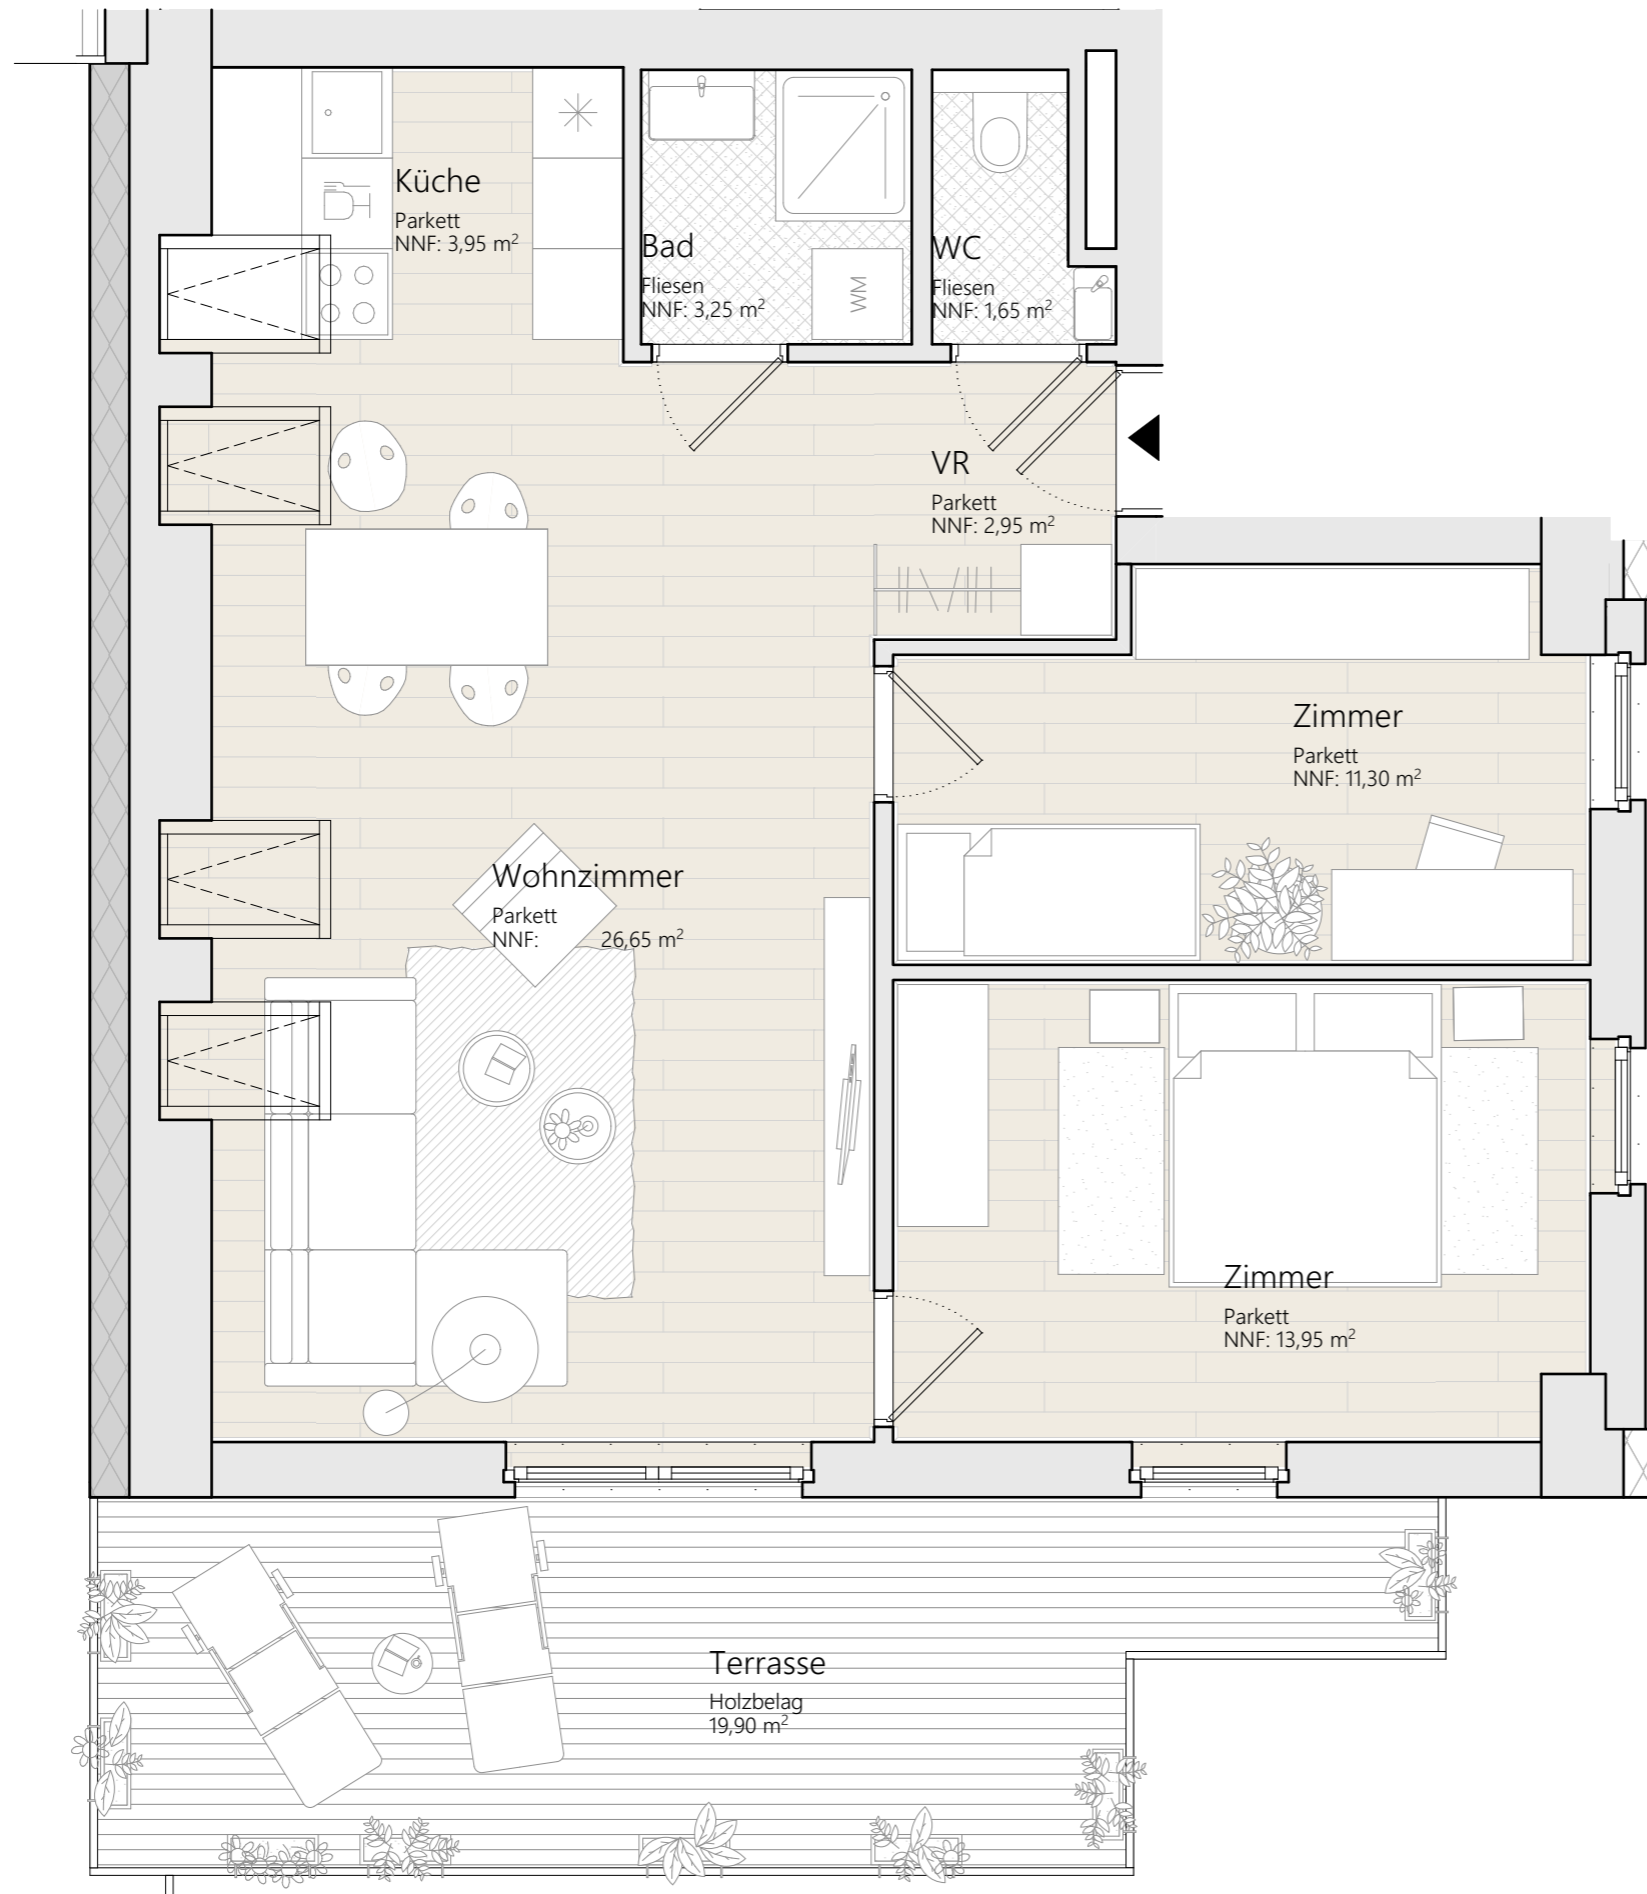 Küche
Parkett
NNF: 3,95 m²
Bad
Fliesen
NNF: 3,25 m²
WM
WC
Fliesen
NNF: 1,65 m²
VR
Parkett
NNF: 2,95 m²
Zimmer
Parkett
NNF: 11,30 m²
Wohnzimmer
Parkett
NNF: 26,65 m²
Zimmer
Parkett
NNF: 13,95 m²
Terrasse
Holzbelag
19,90 m²